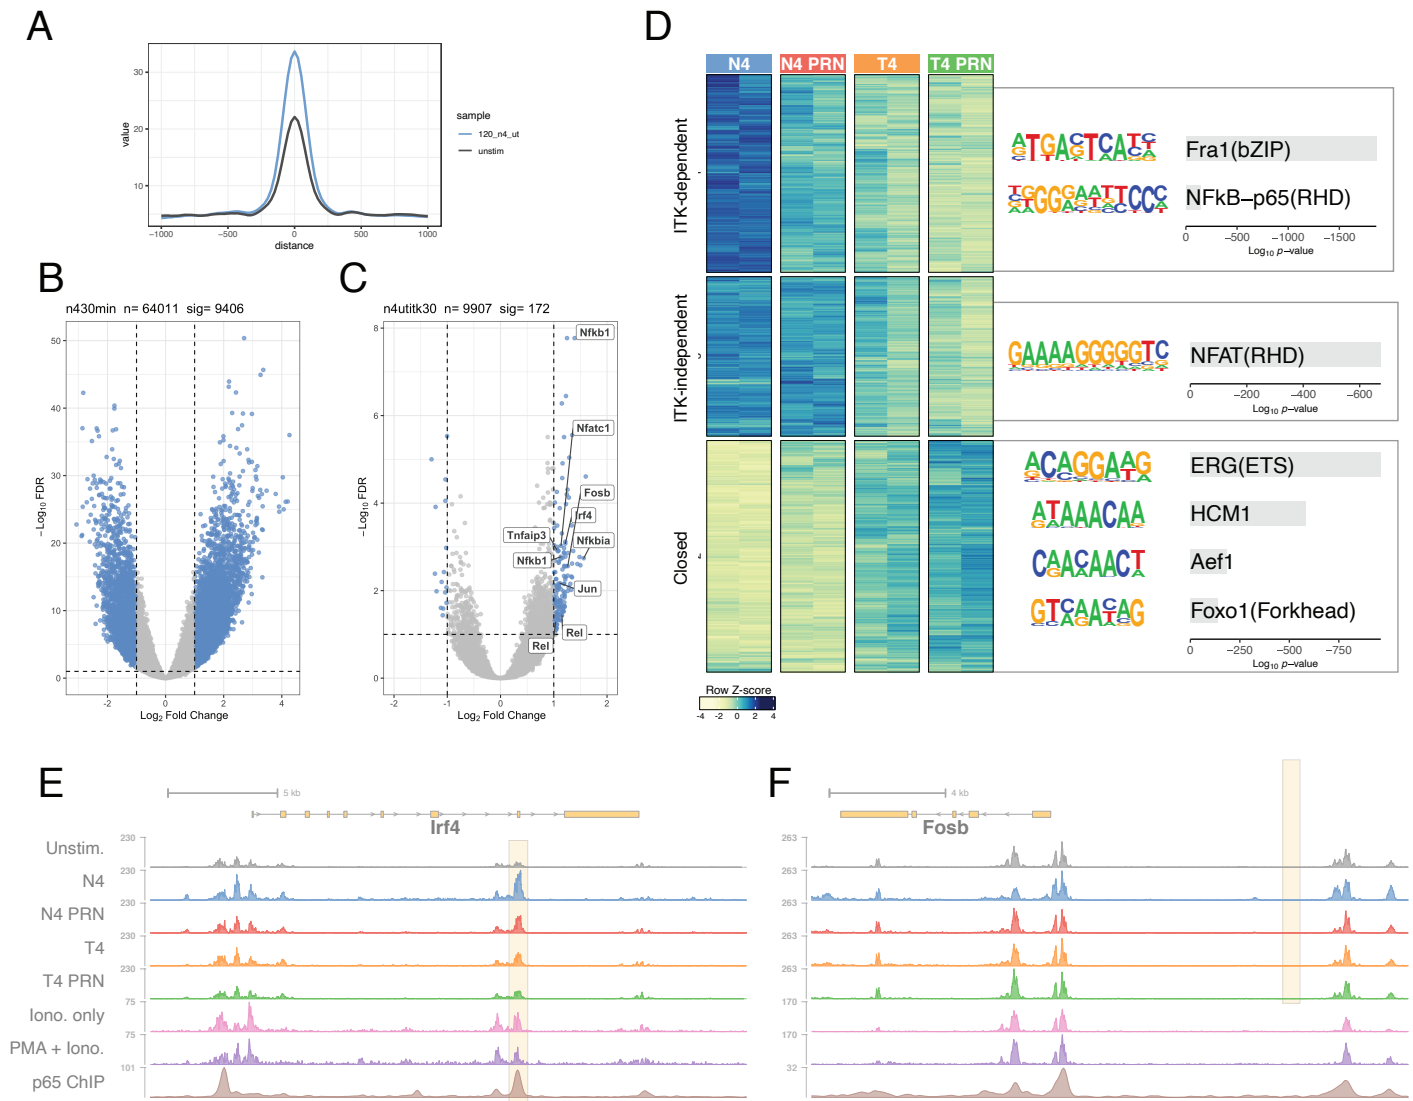 A
value
30
20
10
-1000
-500
0
500
1000
distance
sample
120_n4_ut
unstim
B
n430min n= 64011 sig= 9406
−Log10 FDR
50
40
30
20
10
0
-2
0
2
4
Log2 Fold Change
C
n4utitk30 n= 9907 sig= 172
−Log10 FDR
8
6
4
2
0
-2
-1
0
1
2
Log2 Fold Change
Nfkb1
Nfatc1
Fosb
Irf4
Tnfaip3
Nfkbia
Nfkb1
Jun
Rel
Rel
D
N4
N4 PRN
T4
T4 PRN
ITK-dependent
ITK-independent
Closed
Fra1(bZIP)
NFkB−p65(RHD)
0
−500
−1000
−1500
Log10 p−value
GAAAAGGGGGTC
NFAT(RHD)
0
−200
−400
−600
Log10 p−value
ACAGGAAG
ERG(ETS)
ATAAACAA
HCM1
Aef1
Foxo1(Forkhead)
0
−250
−500
−750
Log10 p−value
Row Z-score
-4
-2
0
2
4
E
5 kb
Irf4
Unstim.
230
N4
230
N4 PRN
230
T4
230
T4 PRN
230
Iono. only
75
PMA + Iono.
75
p65 ChIP
101
F
4 kb
Fosb
263
263
263
263
263
170
170
32